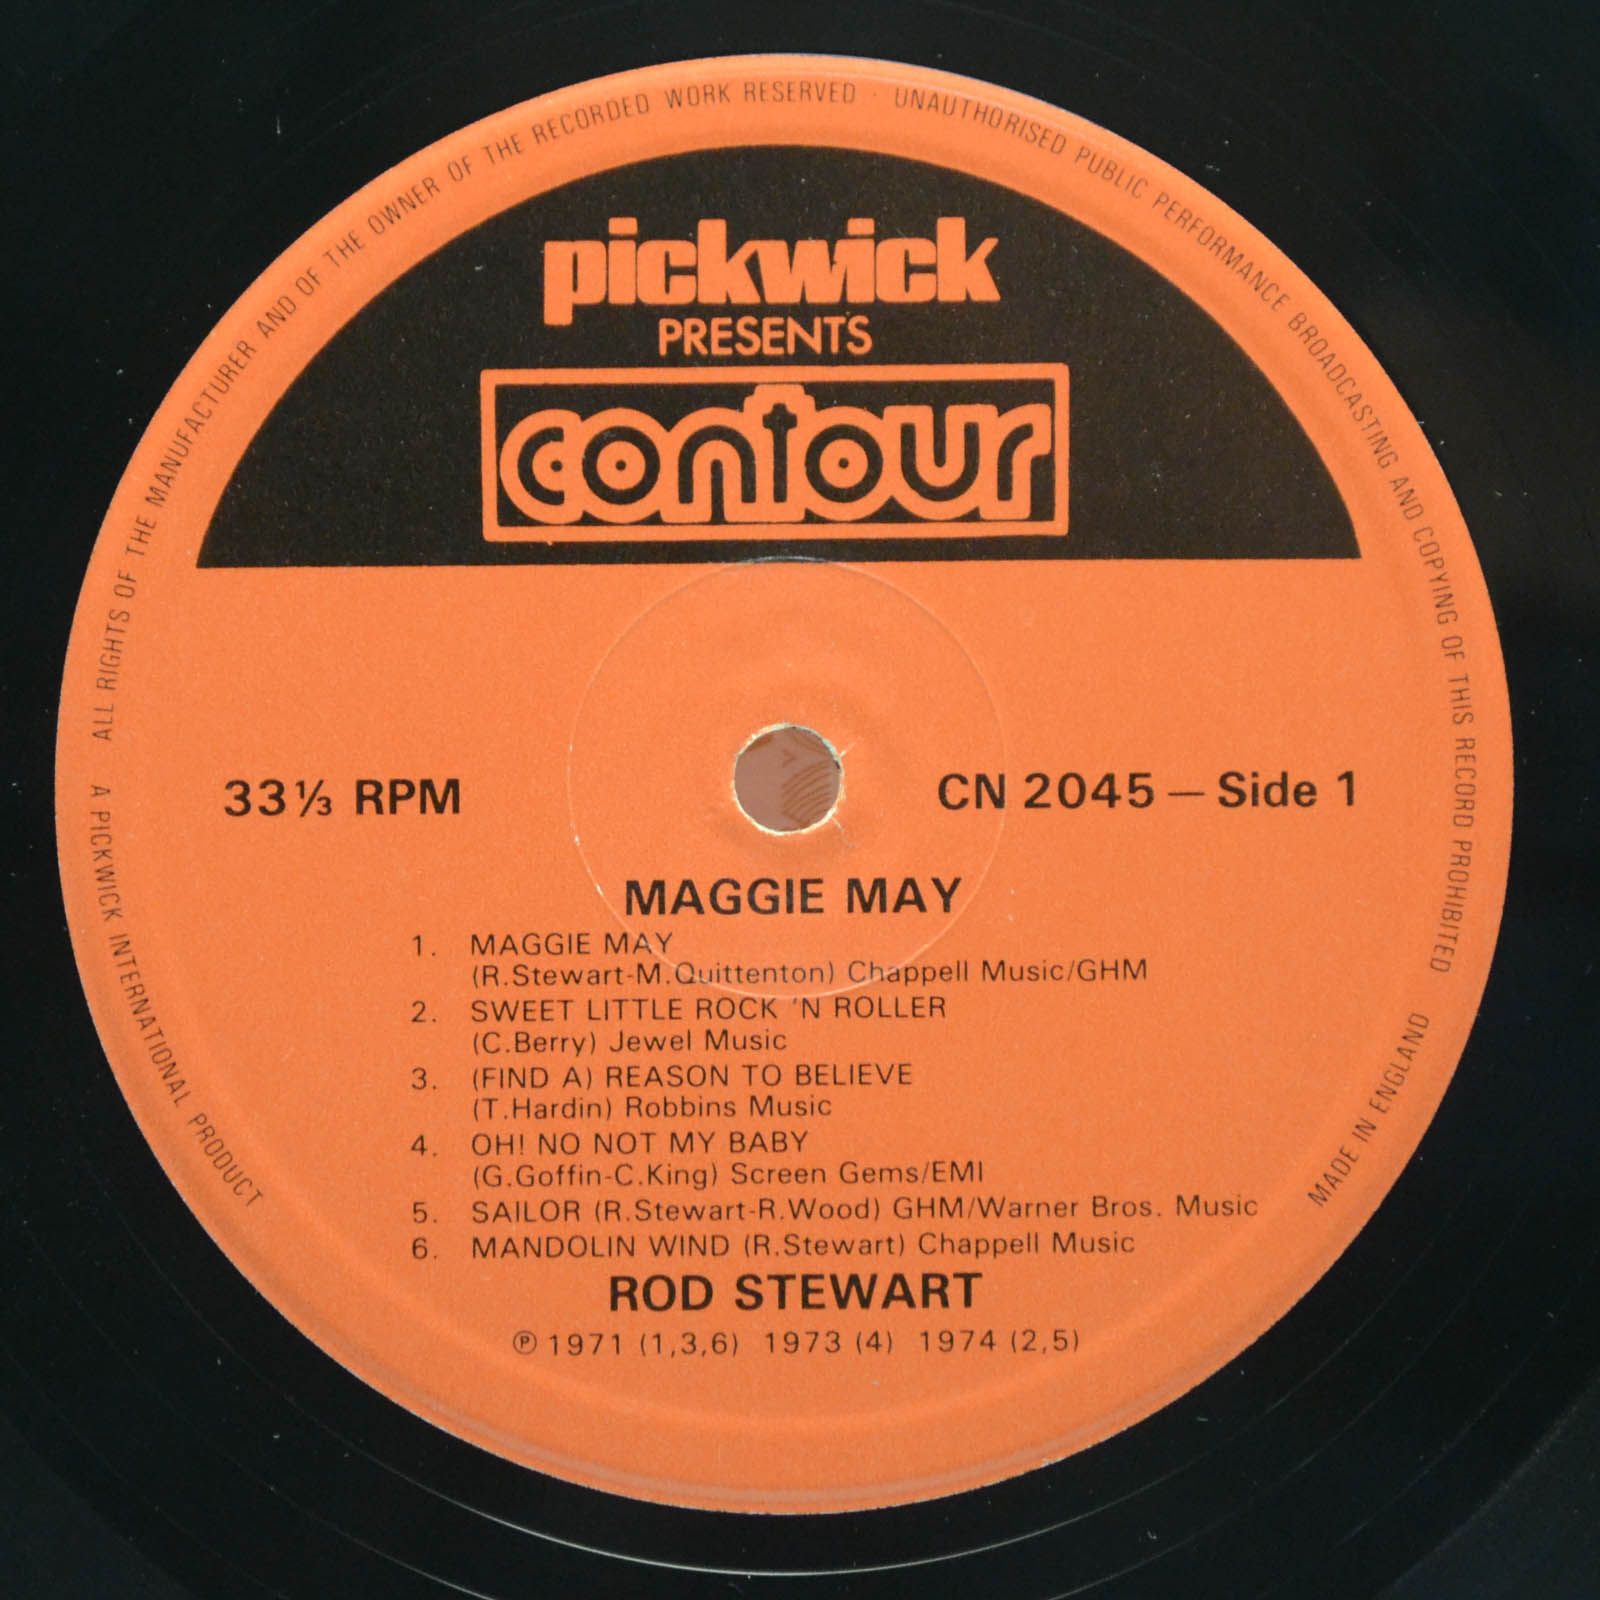 ALL RIGHTS OF THE MANUFACTURER AND OF THE OWNER OF THE RECORDED WORK RESERVED · UNAUTHORISED PUBLIC PERFORMANCE BROADCASTING AND COPYING OF THIS RECORD PROHIBITED
pickwick
PRESENTS
contour
33⅓ RPM
CN 2045 — Side 1
MAGGIE MAY
1. MAGGIE MAY
(R.Stewart-M.Quittenton) Chappell Music/GHM
2. SWEET LITTLE ROCK 'N ROLLER
(C.Berry) Jewel Music
3. (FIND A) REASON TO BELIEVE
(T.Hardin) Robbins Music
4. OH! NO NOT MY BABY
(G.Goffin-C.King) Screen Gems/EMI
5. SAILOR (R.Stewart-R.Wood) GHM/Warner Bros. Music
6. MANDOLIN WIND (R.Stewart) Chappell Music
ROD STEWART
℗ 1971 (1,3,6) 1973 (4) 1974 (2,5)
A PICKWICK INTERNATIONAL PRODUCT
MADE IN ENGLAND